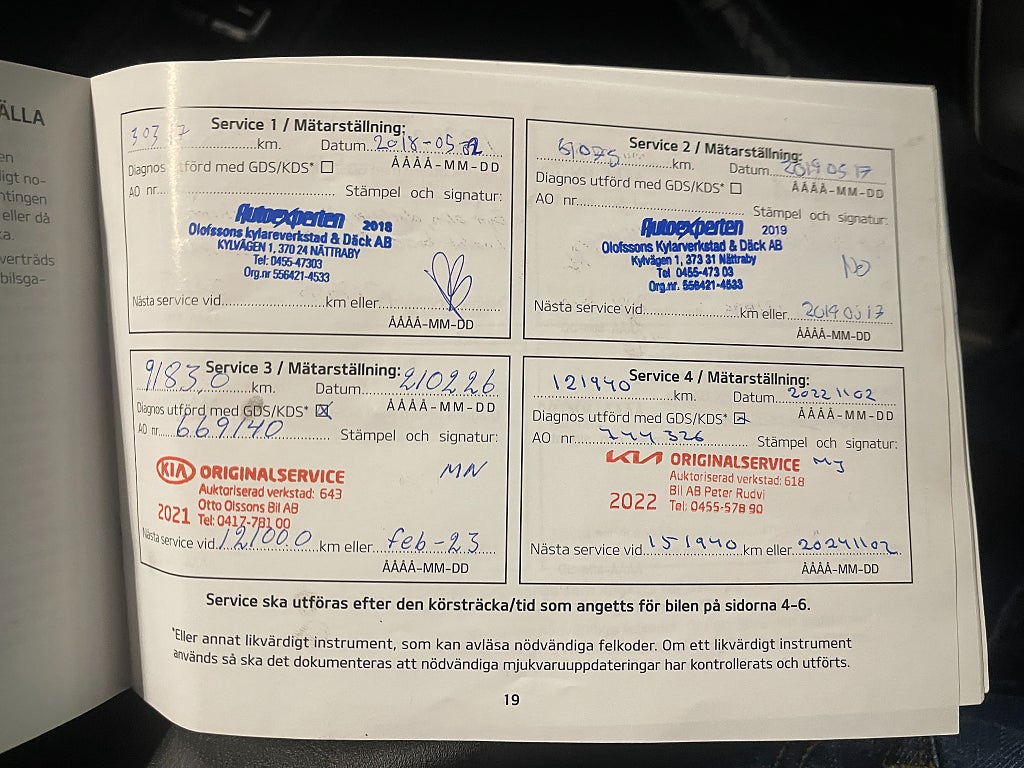 ÄLLA
en
ligt no-
ntingen
eller då
ka.
verträds
bilsga-
Service 1 / Mätarställning:
km. Datum
Diagnos utförd med GDS/KDS* ☐ ÅÅÅÅ-MM-DD
AO nr. Stämpel och signatur:
Autoexperten 2018
Olofssons kylareverkstad & Däck AB
KYLVÄGEN 1, 370 24 NÄTTRABY
Tel: 0455-47303
Org.nr 556421-4533
Nästa service vid km eller
ÅÅÅÅ-MM-DD
Service 2 / Mätarställning:
61075 km. Datum 2019 05 17
Diagnos utförd med GDS/KDS* ☐ ÅÅÅÅ-MM-DD
AO nr. Stämpel och signatur:
Autoexperten 2019
Olofssons Kylarverkstad & Däck AB
Kylvägen 1, 373 31 Nättraby
Tel 0455-473 03
Org.nr. 556421-4533
Nästa service vid km eller 2019 05 17
ÅÅÅÅ-MM-DD
Service 3 / Mätarställning:
91830 km. Datum 210226
Diagnos utförd med GDS/KDS* ☒ ÅÅÅÅ-MM-DD
AO nr. 669140 Stämpel och signatur:
KIA ORIGINALSERVICE MN
Auktoriserad verkstad: 643
Otto Olssons Bil AB
2021 Tel: 0417-781 00
Nästa service vid 121000 km eller feb-23
ÅÅÅÅ-MM-DD
Service 4 / Mätarställning:
121940 km. Datum 20221102
Diagnos utförd med GDS/KDS* ☒ ÅÅÅÅ-MM-DD
AO nr. 744326 Stämpel och signatur:
KIA ORIGINALSERVICE MJ
Auktoriserad verkstad: 618
Bil AB Peter Rudvi
2022 Tel: 0455-578 90
Nästa service vid 151940 km eller 20241102
ÅÅÅÅ-MM-DD
Service ska utföras efter den körsträcka/tid som angetts för bilen på sidorna 4-6.
*Eller annat likvärdigt instrument, som kan avläsa nödvändiga felkoder. Om ett likvärdigt instrument
används så ska det dokumenteras att nödvändiga mjukvaruuppdateringar har kontrollerats och utförts.
19